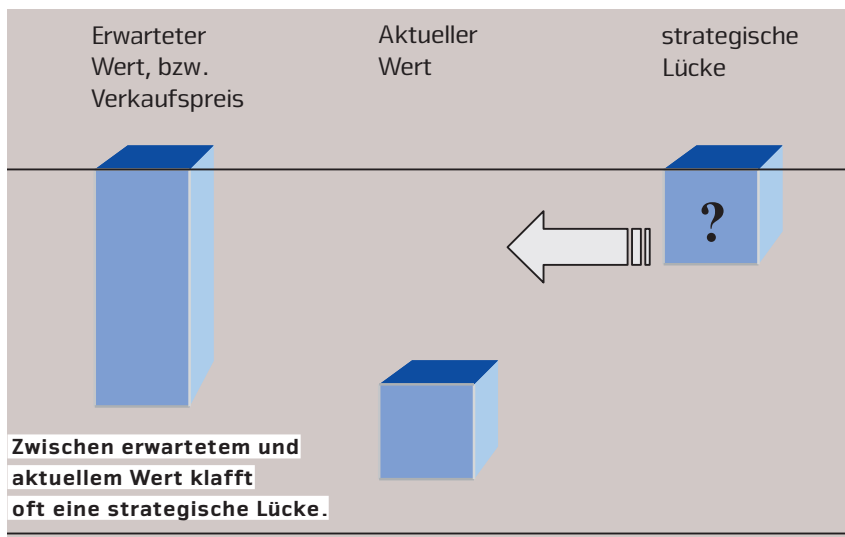 Erwarteter
Wert, bzw.
Verkaufspreis
Aktueller
Wert
strategische
Lücke
?
Zwischen erwartetem und
aktuellem Wert klafft
oft eine strategische Lücke.